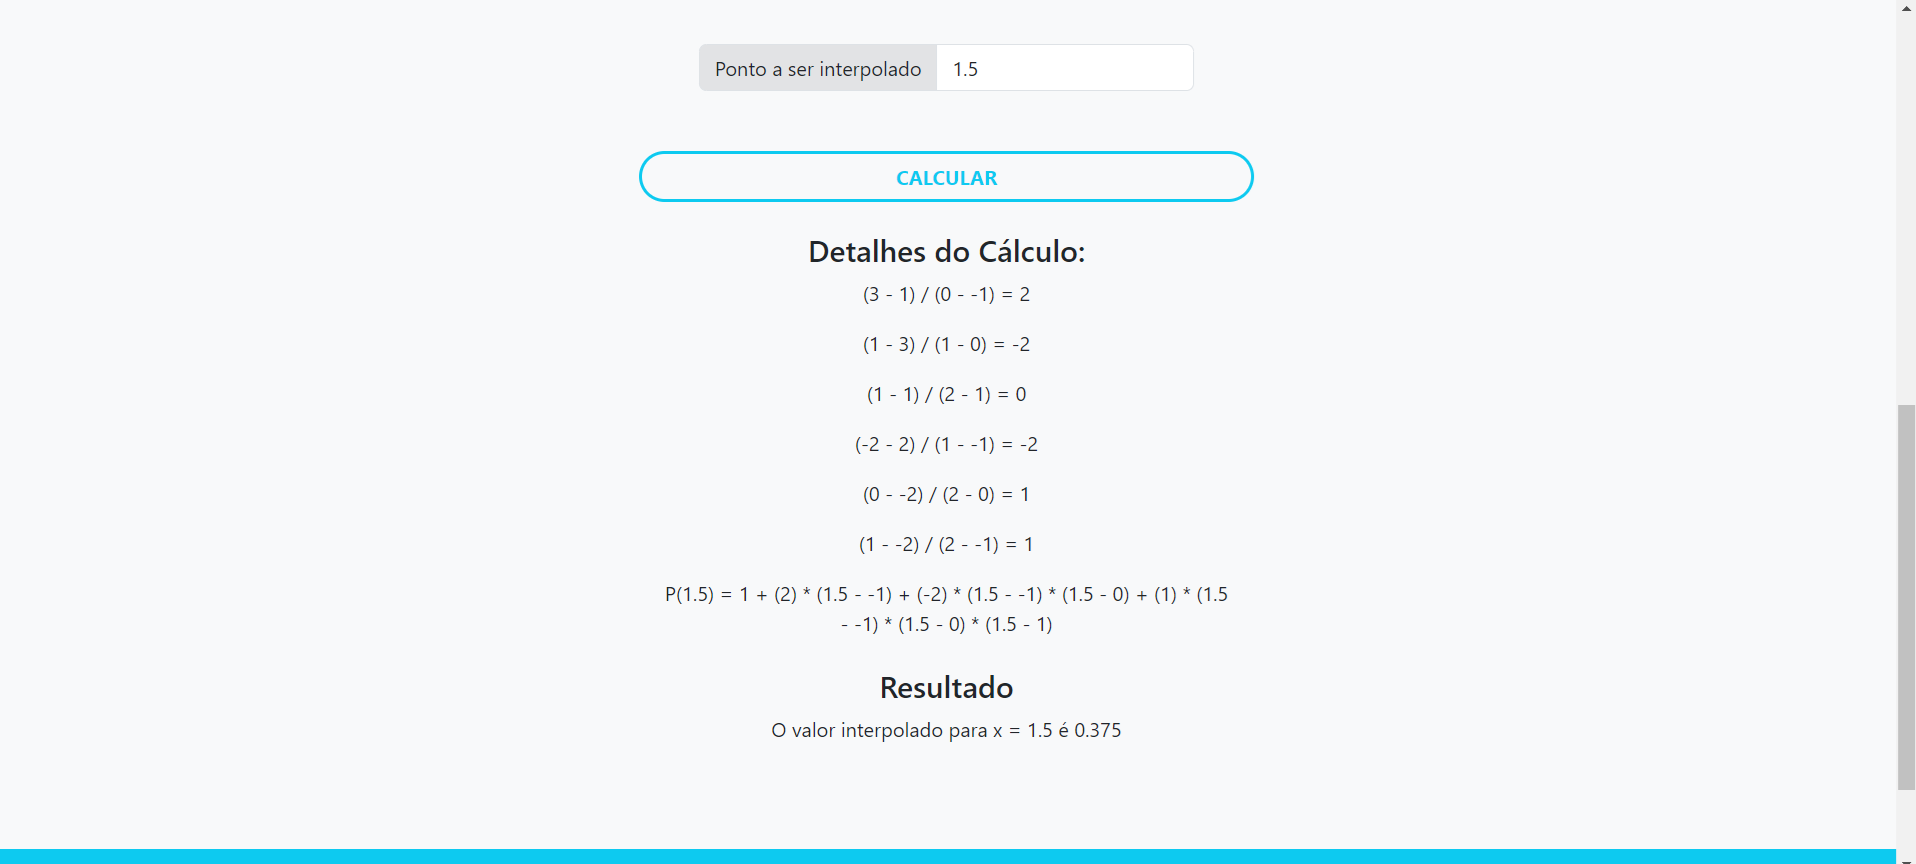 Ponto a ser interpolado 1.5
CALCULAR
Detalhes do Cálculo:
(3 - 1) / (0 - -1) = 2
(1 - 3) / (1 - 0) = -2
(1 - 1) / (2 - 1) = 0
(-2 - 2) / (1 - -1) = -2
(0 - -2) / (2 - 0) = 1
(1 - -2) / (2 - -1) = 1
P(1.5) = 1 + (2) * (1.5 - -1) + (-2) * (1.5 - -1) * (1.5 - 0) + (1) * (1.5
- -1) * (1.5 - 0) * (1.5 - 1)
Resultado
O valor interpolado para x = 1.5 é 0.375